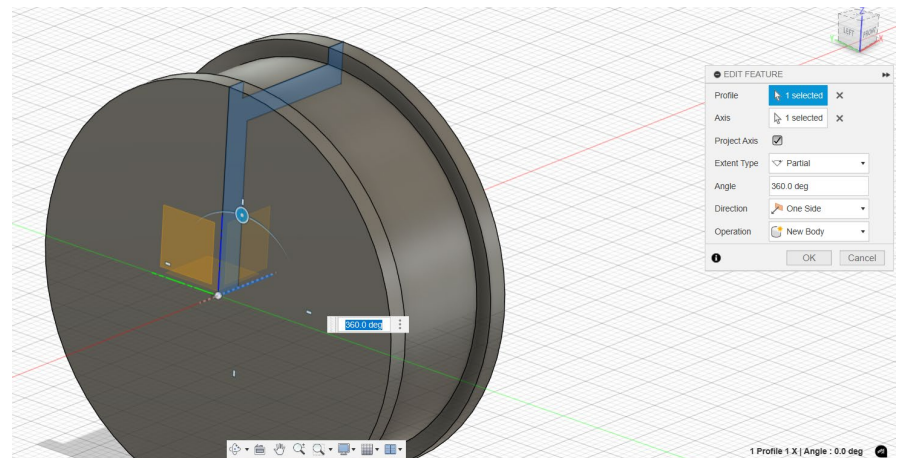 Z
LEFT
FRONT
X
EDIT FEATURE
Profile 1 selected
Axis 1 selected
Project Axis
Extent Type Partial
Angle 360.0 deg
Direction One Side
Operation New Body
OK Cancel
360.0 deg
1 Profile 1 X | Angle : 0.0 deg